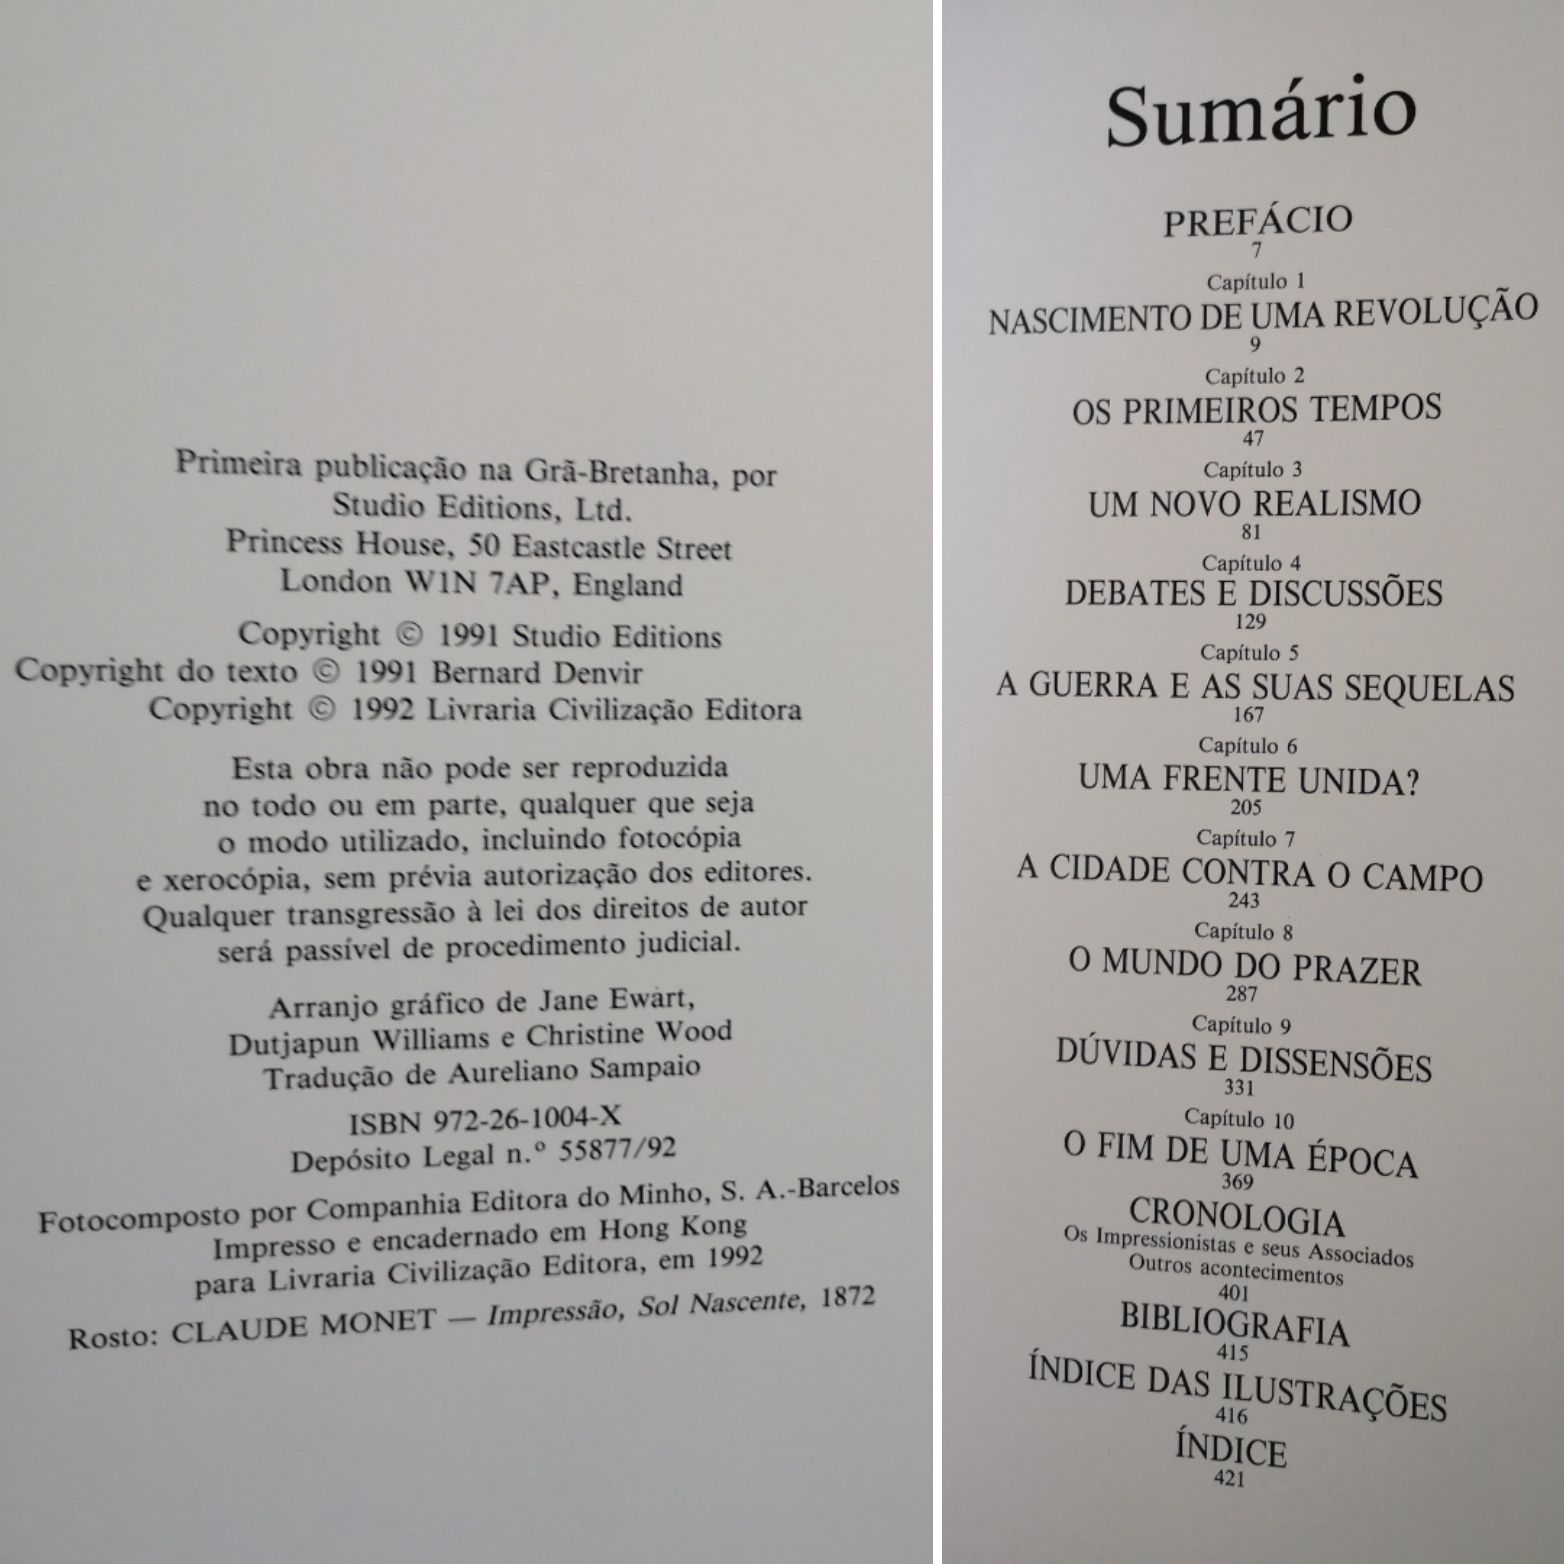 Primeira publicação na Grã-Bretanha, por
Studio Editions, Ltd.
Princess House, 50 Eastcastle Street
London W1N 7AP, England
Copyright © 1991 Studio Editions
Copyright do texto © 1991 Bernard Denvir
Copyright © 1992 Livraria Civilização Editora
Esta obra não pode ser reproduzida
no todo ou em parte, qualquer que seja
o modo utilizado, incluindo fotocópia
e xerocópia, sem prévia autorização dos editores.
Qualquer transgressão à lei dos direitos de autor
será passível de procedimento judicial.
Arranjo gráfico de Jane Ewart,
Dutjapun Williams e Christine Wood
Tradução de Aureliano Sampaio
ISBN 972-26-1004-X
Depósito Legal n.º 55877/92
Fotocomposto por Companhia Editora do Minho, S. A.-Barcelos
Impresso e encadernado em Hong Kong
para Livraria Civilização Editora, em 1992
Rosto: CLAUDE MONET — Impressão, Sol Nascente, 1872
Sumário
PREFÁCIO
7
Capítulo 1
NASCIMENTO DE UMA REVOLUÇÃO
9
Capítulo 2
OS PRIMEIROS TEMPOS
47
Capítulo 3
UM NOVO REALISMO
81
Capítulo 4
DEBATES E DISCUSSÕES
129
Capítulo 5
A GUERRA E AS SUAS SEQUELAS
167
Capítulo 6
UMA FRENTE UNIDA?
205
Capítulo 7
A CIDADE CONTRA O CAMPO
243
Capítulo 8
O MUNDO DO PRAZER
287
Capítulo 9
DÚVIDAS E DISSENSÕES
331
Capítulo 10
O FIM DE UMA ÉPOCA
369
CRONOLOGIA
Os Impressionistas e seus Associados
Outros acontecimentos
401
BIBLIOGRAFIA
415
ÍNDICE DAS ILUSTRAÇÕES
416
ÍNDICE
421